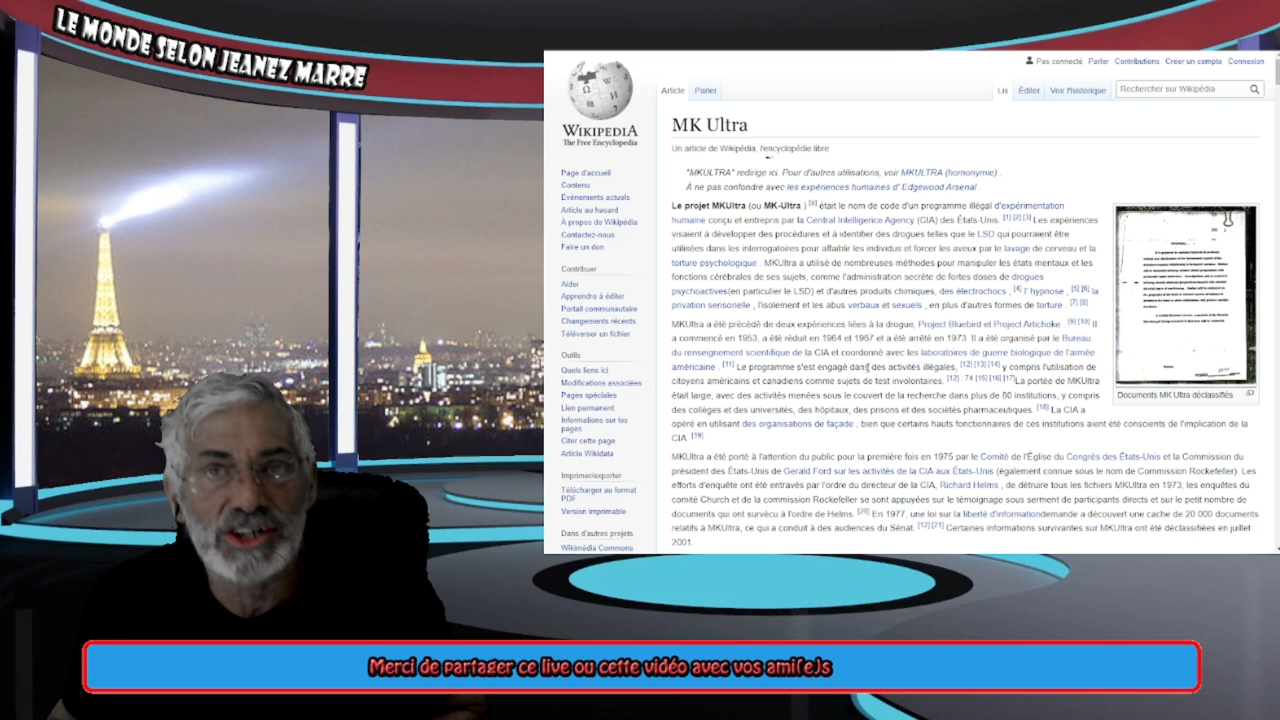 LE MONDE SELON JEANEZ MARRE
Pas connecté Parler Contributions Créer un compte Connexion
Article Parler Lis Éditer Voir l'historique Rechercher sur Wikipédia
WIKIPEDIA
The Free Encyclopedia
Page d'accueil
Contenu
Événements actuels
Article au hasard
À propos de Wikipédia
Contactez-nous
Faire un don
Contribuer
Aider
Apprendre à éditer
Portail communautaire
Changements récents
Téléverser un fichier
Outils
Quels liens ici
Modifications associées
Pages spéciales
Lien permanent
Informations sur les
pages
Citer cette page
Article Wikidata
Imprimer/exporter
Télécharger au format
PDF
Version imprimable
Dans d'autres projets
Wikimédia Commons
MK Ultra
Un article de Wikipédia, l'encyclopédie libre
"MKULTRA" redirige ici. Pour d'autres utilisations, voir MKULTRA (homonymie) .
À ne pas confondre avec les expériences humaines d' Edgewood Arsenal .
Le projet MKUltra (ou MK-Ultra ) [a] était le nom de code d'un programme illégal d'expérimentation
humaine conçu et entrepris par la Central Intelligence Agency (CIA) des États-Unis. [1] [2] [3] Les expériences
visaient à développer des procédures et à identifier des drogues telles que le LSD qui pourraient être
utilisées dans les interrogatoires pour affaiblir les individus et forcer les aveux par le lavage de cerveau et la
torture psychologique . MKUltra a utilisé de nombreuses méthodes pour manipuler les états mentaux et les
fonctions cérébrales de ses sujets, comme l'administration secrète de fortes doses de drogues
psychoactives(en particulier le LSD) et d'autres produits chimiques, des électrochocs , [4] l' hypnose , [5] [6] la
privation sensorielle , l'isolement et les abus verbaux et sexuels , en plus d'autres formes de torture . [7] [8]
MKUltra a été précédé de deux expériences liées à la drogue, Project Bluebird et Project Artichoke . [9] [10] Il
a commencé en 1953, a été réduit en 1964 et 1967 et a été arrêté en 1973. Il a été organisé par le Bureau
du renseignement scientifique de la CIA et coordonné avec les laboratoires de guerre biologique de l'armée
américaine . [11] Le programme s'est engagé dans des activités illégales, [12] [13] [14] y compris l'utilisation de
citoyens américains et canadiens comme sujets de test involontaires. [12] : 74 [15] [16] [17]La portée de MKUltra
était large, avec des activités menées sous le couvert de la recherche dans plus de 80 institutions, y compris
des collèges et des universités, des hôpitaux, des prisons et des sociétés pharmaceutiques. [18] La CIA a
opéré en utilisant des organisations de façade , bien que certains hauts fonctionnaires de ces institutions aient été conscients de l'implication de la
CIA. [19]
MKUltra a été porté à l'attention du public pour la première fois en 1975 par le Comité de l'Église du Congrès des États-Unis et la Commission du
président des États-Unis de Gerald Ford sur les activités de la CIA aux États-Unis (également connue sous le nom de Commission Rockefeller). Les
efforts d'enquête ont été entravés par l'ordre du directeur de la CIA, Richard Helms , de détruire tous les fichiers MKUltra en 1973; les enquêtes du
comité Church et de la commission Rockefeller se sont appuyées sur le témoignage sous serment de participants directs et sur le petit nombre de
documents qui ont survécu à l'ordre de Helms. [20] En 1977, une loi sur la liberté d'informationdemande a découvert une cache de 20 000 documents
relatifs à MKUltra, ce qui a conduit à des audiences du Sénat. [12] [21] Certaines informations survivantes sur MKUltra ont été déclassifiées en juillet
2001.
Documents MK Ultra déclassifiés
Merci de partager ce live ou cette vidéo avec vos ami(e)s